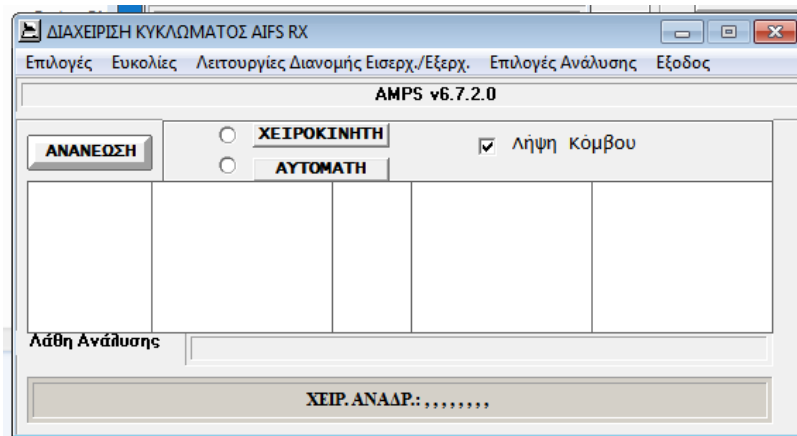 ΔΙΑΧΕΙΡΙΣΗ ΚΥΚΛΩΜΑΤΟΣ AIFS RX
Επιλογές Ευκολίες Λειτουργίες Διανομής Εισερχ./Εξερχ. Επιλογές Ανάλυσης Εξοδος
AMPS v6.7.2.0
ΑΝΑΝΕΩΣΗ
ΧΕΙΡΟΚΙΝΗΤΗ
Λήψη Κόμβου
ΑΥΤΟΜΑΤΗ
Λάθη Ανάλυσης
ΧΕΙΡ. ΑΝΑΔΡ.: , , , , , , , ,